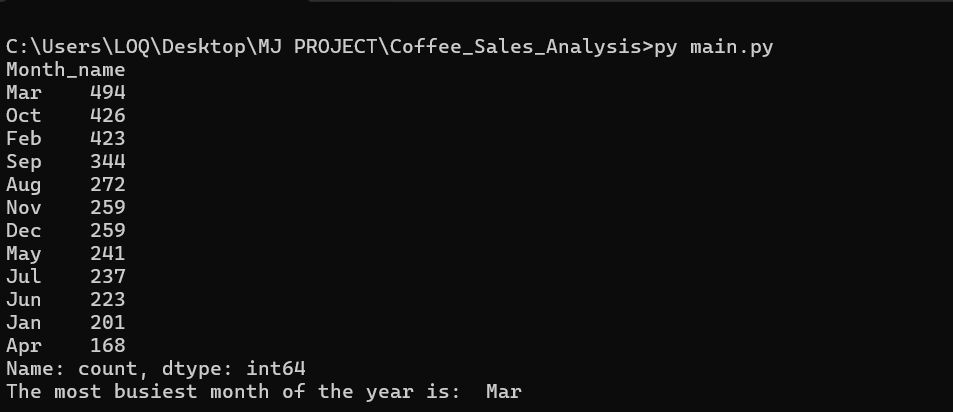 C:\Users\LOQ\Desktop\MJ PROJECT\Coffee_Sales_Analysis>py main.py
Month_name
Mar    494
Oct    426
Feb    423
Sep    344
Aug    272
Nov    259
Dec    259
May    241
Jul    237
Jun    223
Jan    201
Apr    168
Name: count, dtype: int64
The most busiest month of the year is:  Mar